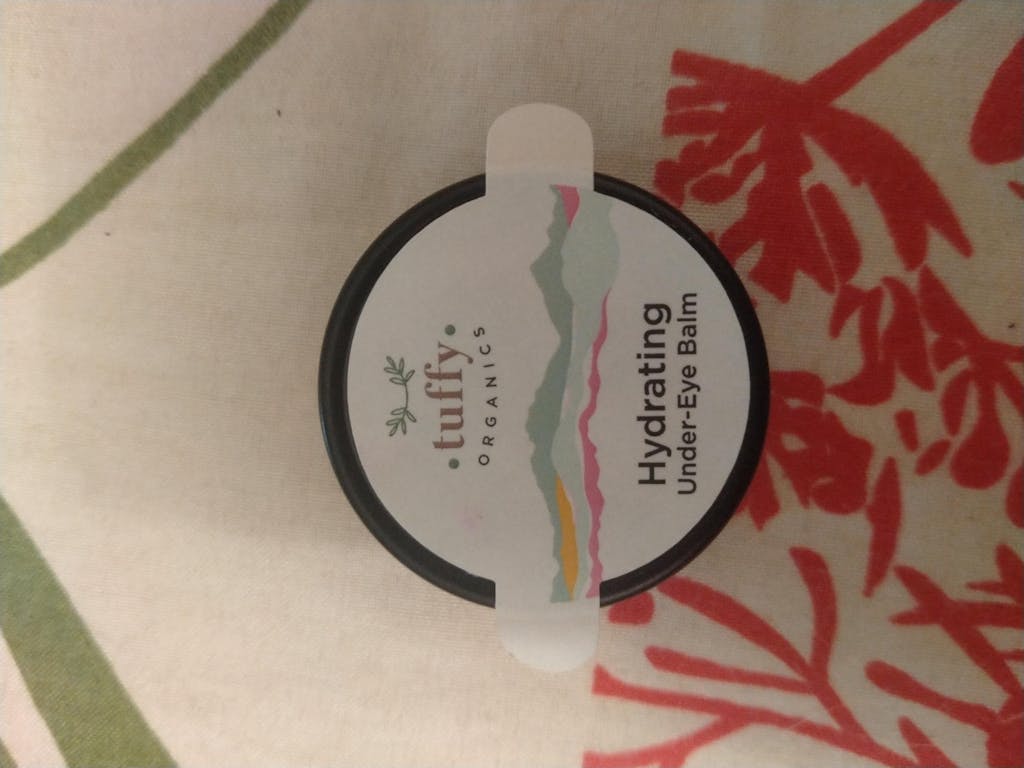 tuffy
ORGANICS
Hydrating
Under-Eye Balm